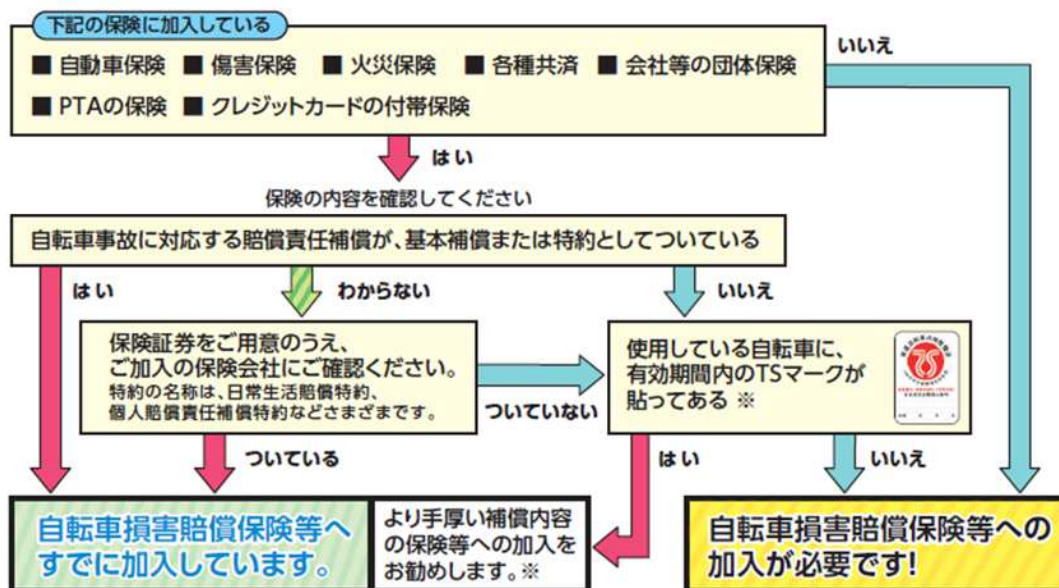 下記の保険に加入している
■ 自動車保険 ■ 傷害保険 ■ 火災保険 ■ 各種共済 ■ 会社等の団体保険
■ PTAの保険 ■ クレジットカードの付帯保険
いいえ
はい
保険の内容を確認してください
自転車事故に対応する賠償責任補償が、基本補償または特約としてついている
はい
わからない
いいえ
保険証券をご用意のうえ、
ご加入の保険会社にご確認ください。
特約の名称は、日常生活賠償特約、
個人賠償責任補償特約などさまざまです。
ついていない
使用している自転車に、
有効期間内のTSマークが
貼ってある ※
ついている
はい
いいえ
自転車損害賠償保険等へ
すでに加入しています。
より手厚い補償内容
の保険等への加入を
お勧めします。※
自転車損害賠償保険等への
加入が必要です!